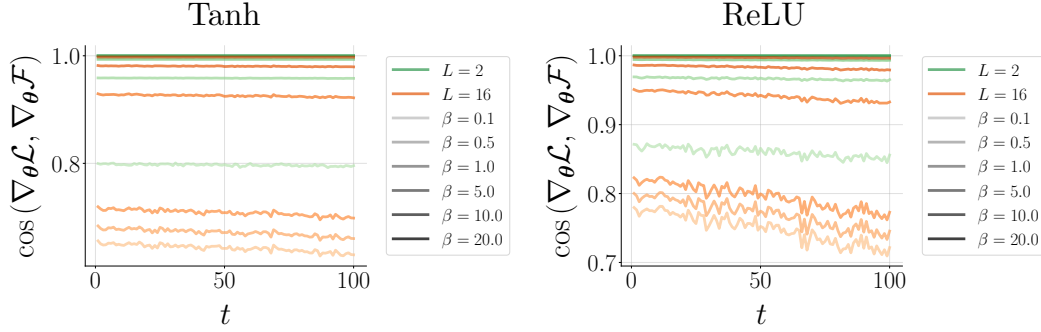 Tanh
cos (∇θ𝓛, ∇θ𝓕)
1.0
0.8
0
50
100
t
L = 2
L = 16
β = 0.1
β = 0.5
β = 1.0
β = 5.0
β = 10.0
β = 20.0
ReLU
cos (∇θ𝓛, ∇θ𝓕)
1.0
0.9
0.8
0.7
0
50
100
t
L = 2
L = 16
β = 0.1
β = 0.5
β = 1.0
β = 5.0
β = 10.0
β = 20.0